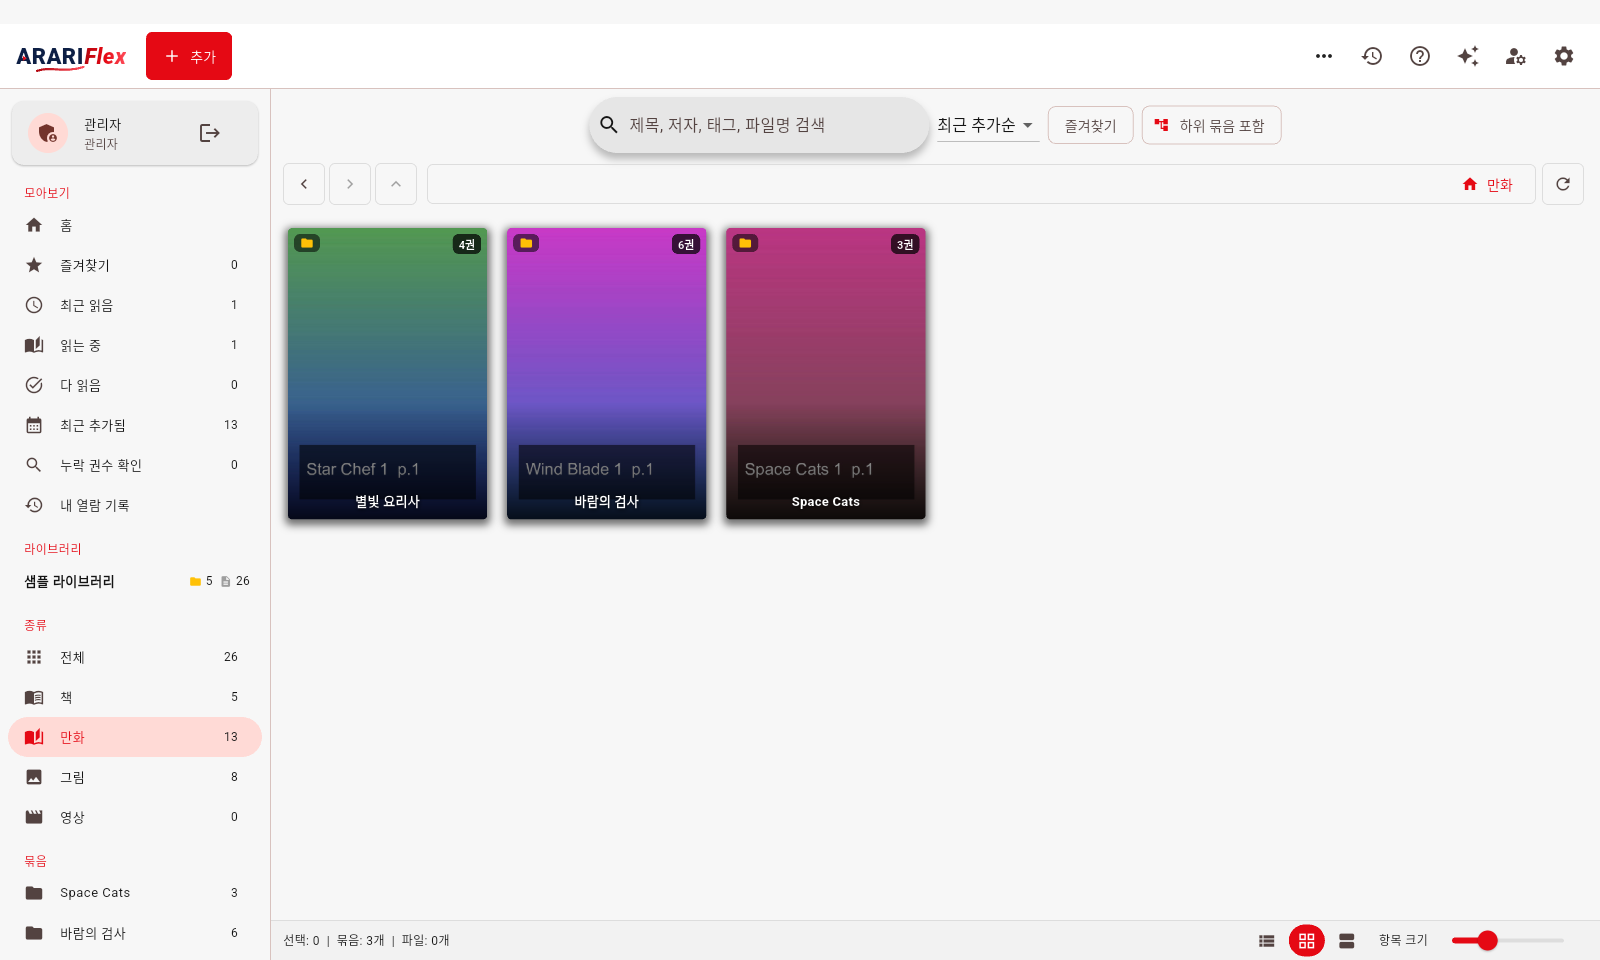 ARARIFlex
추가
관리자
관리자
제목, 저자, 태그, 파일명 검색
최근 추가순
즐겨찾기
하위 묶음 포함
만화
모아보기
홈
즐겨찾기 0
최근 읽음 1
읽는 중 1
다 읽음 0
최근 추가됨 13
누락 권수 확인 0
내 열람 기록
라이브러리
샘플 라이브러리 5 26
종류
전체 26
책 5
만화 13
그림 8
영상 0
묶음
Space Cats 3
바람의 검사 6
4권
Star Chef 1 p.1
별빛 요리사
6권
Wind Blade 1 p.1
바람의 검사
3권
Space Cats 1 p.1
Space Cats
선택: 0 | 묶음: 3개 | 파일: 0개
항목 크기